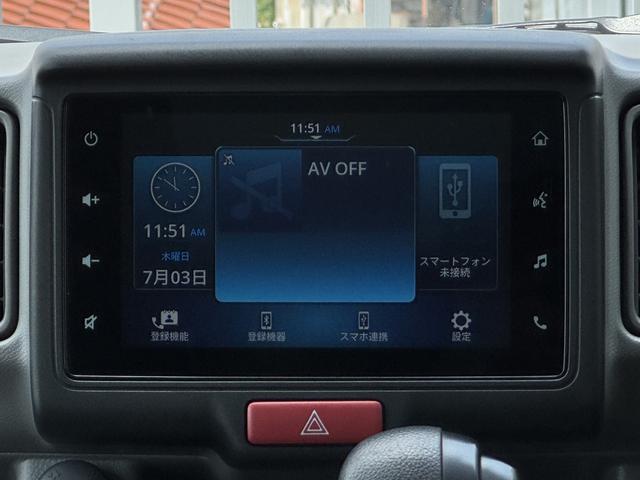 11:51 AM
AV OFF
11:51 AM
木曜日
7月03日
スマートフォン
未接続
登録機能
登録機器
スマホ連携
設定